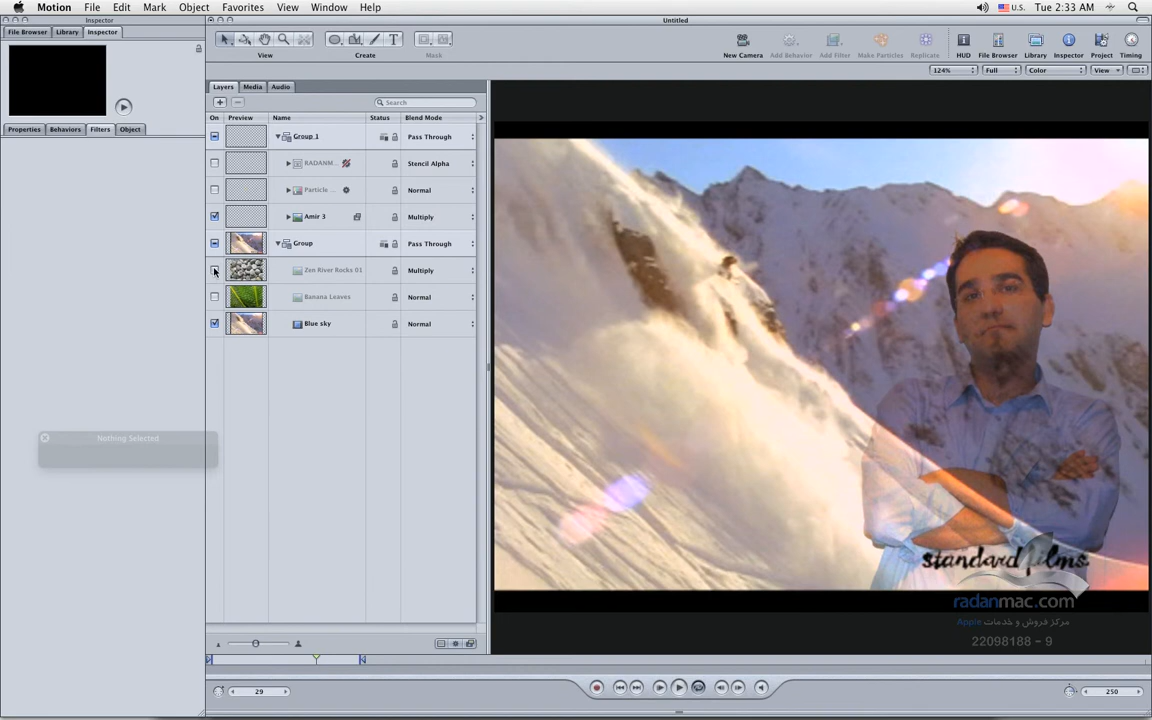 Motion File Edit Mark Object Favorites View Window Help
U.S. Tue 2:33 AM
Inspector
Untitled
File Browser Library Inspector
View
Create
Mask
New Camera Add Behavior Add Filter Make Particles Replicate HUD File Browser Library Inspector Project Timing
124% Full Color View
Layers Media Audio
Search
Properties Behaviors Filters Object
On Preview Name Status Blend Mode
Group 1 Pass Through
RADANM... Stencil Alpha
Particle ... Normal
Amir 3 Multiply
Group Pass Through
Zen River Rocks 01 Multiply
Banana Leaves Normal
Blue sky Normal
Nothing Selected
standard films
radanmac.com
مرکز فروش و خدمات Apple
22098188 - 9
29
250